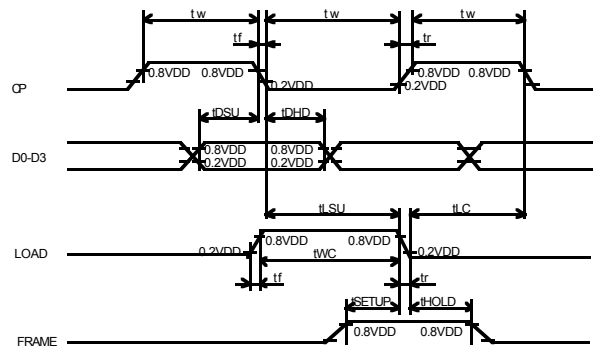 tw tw tw
tf tr
CP 0.8VDD 0.8VDD 0.2VDD 0.8VDD 0.8VDD 0.2VDD
tDSU tDHD
D0-D3 0.8VDD 0.8VDD
0.2VDD 0.2VDD
tLSU tLC
LOAD 0.2VDD 0.8VDD 0.8VDD 0.2VDD
tWC
tf tr
tSETUP tHOLD
FRAME 0.8VDD 0.8VDD